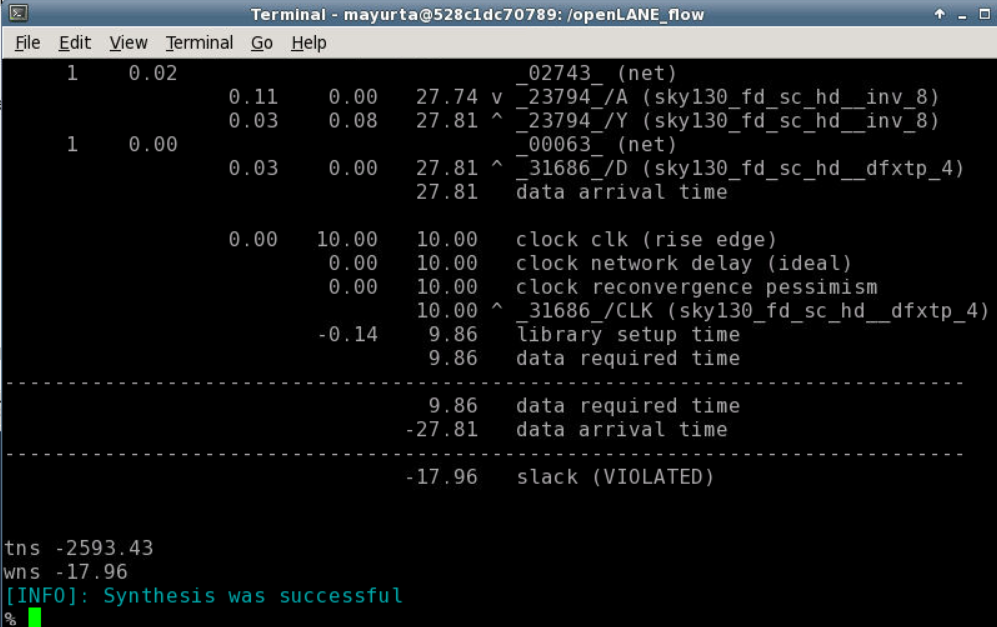 Terminal - mayurta@528c1dc70789: /openLANE_flow
File Edit View Terminal Go Help
1 0.02 _02743_ (net)
0.11 0.00 27.74 v _23794_/A (sky130_fd_sc_hd__inv_8)
0.03 0.08 27.81 ^ _23794_/Y (sky130_fd_sc_hd__inv_8)
1 0.00 _00063_ (net)
0.03 0.00 27.81 ^ _31686_/D (sky130_fd_sc_hd__dfxtp_4)
27.81 data arrival time
0.00 10.00 10.00 clock clk (rise edge)
0.00 10.00 clock network delay (ideal)
0.00 10.00 clock reconvergence pessimism
10.00 ^ _31686_/CLK (sky130_fd_sc_hd__dfxtp_4)
-0.14 9.86 library setup time
9.86 data required time
-----------------------------------------------------------------------------
9.86 data required time
-27.81 data arrival time
-----------------------------------------------------------------------------
-17.96 slack (VIOLATED)
tns -2593.43
wns -17.96
[INFO]: Synthesis was successful
%